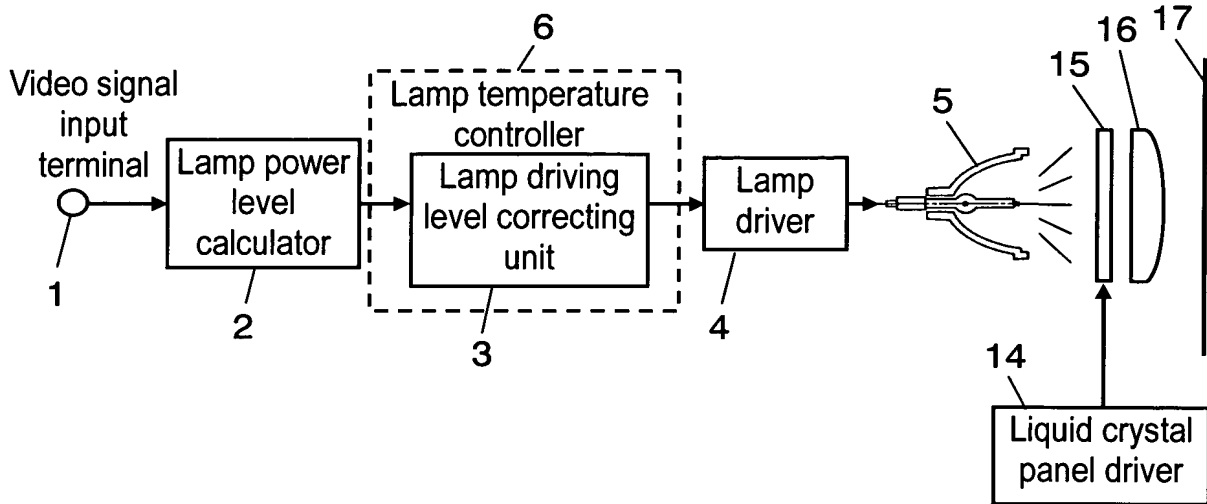 6
17
16
15
Video signal
input
terminal
Lamp temperature
controller
5
Lamp power
level
calculator
Lamp driving
level correcting
unit
Lamp
driver
1
2
3
4
14
Liquid crystal
panel driver